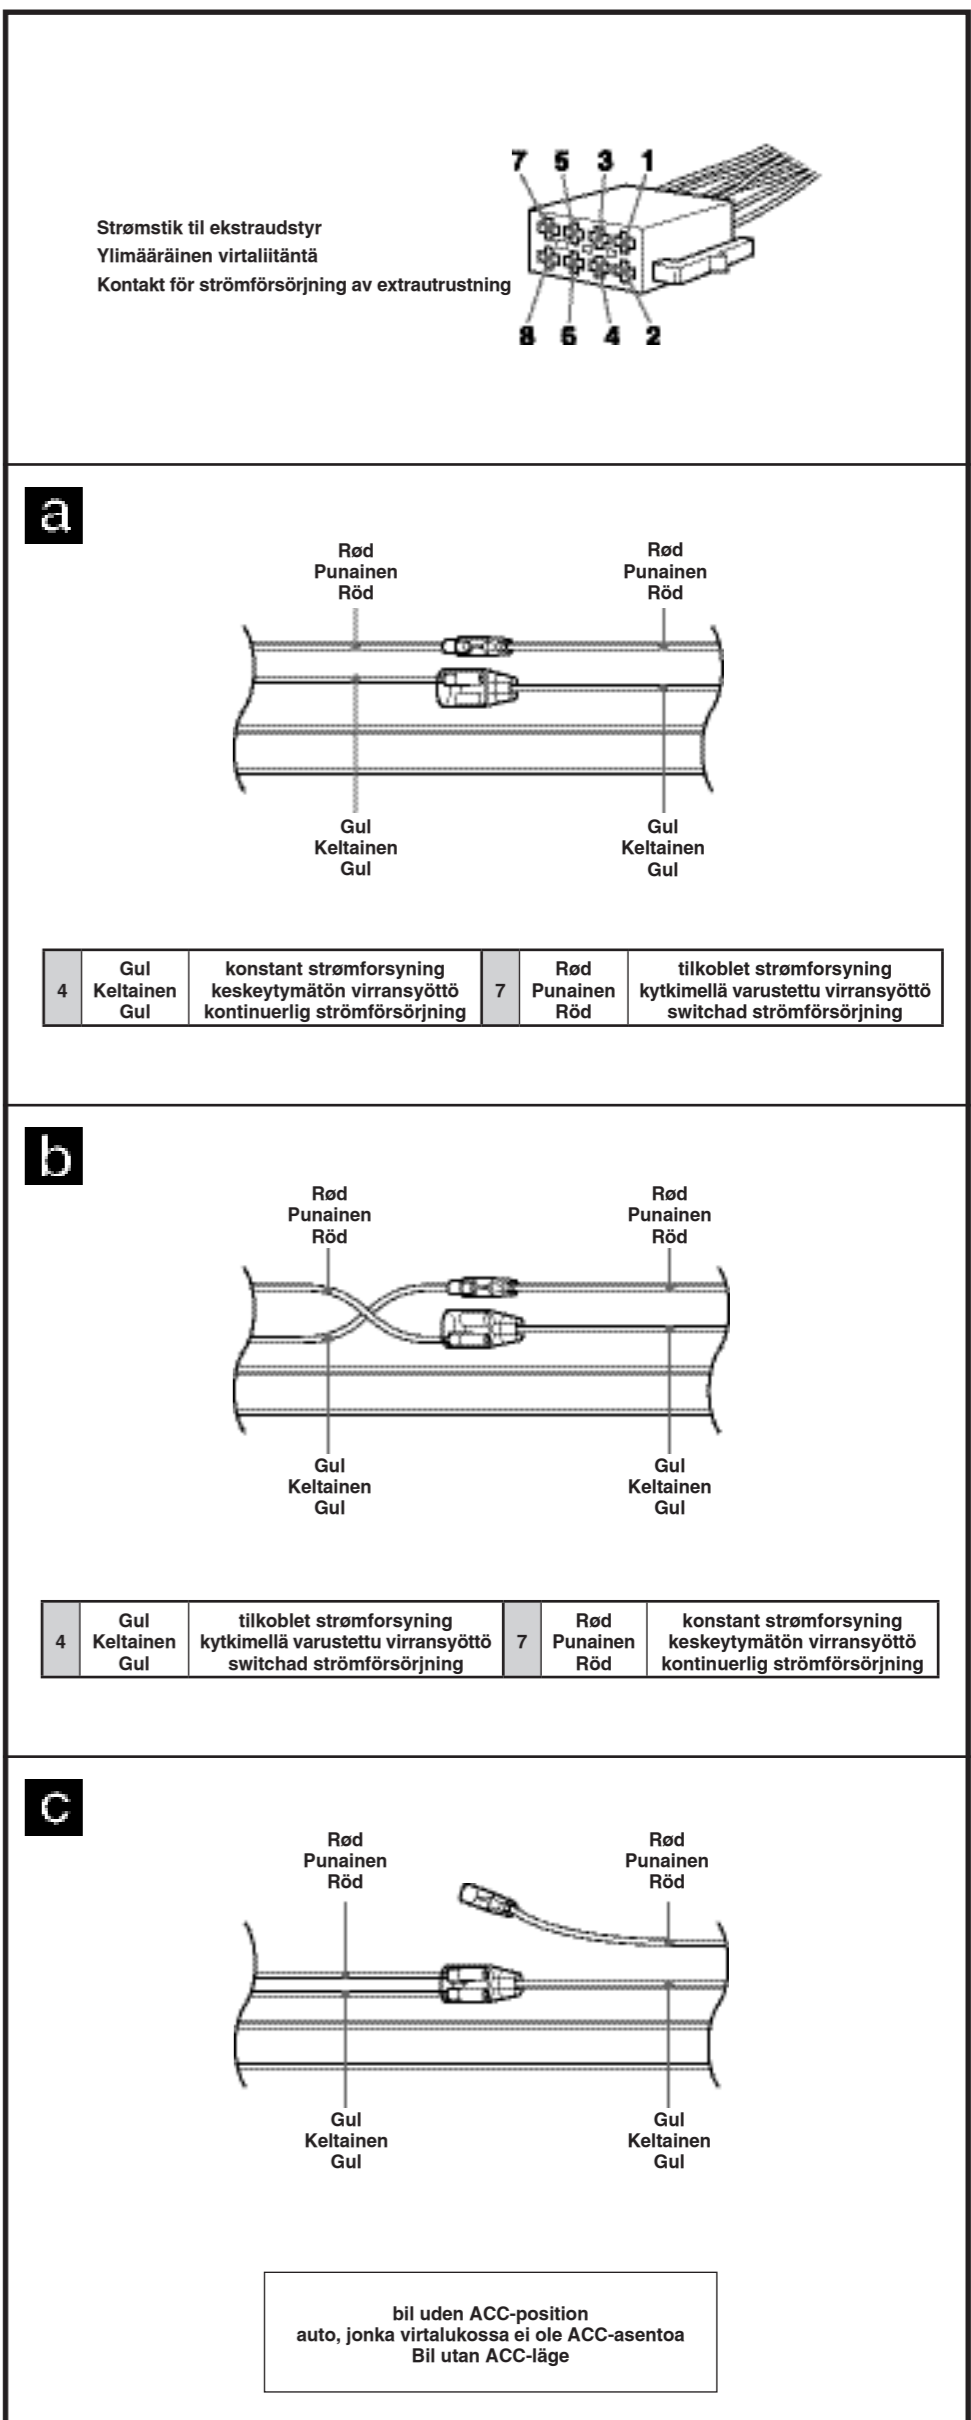 7 5 3 1
Strømstik til ekstraudstyr
Ylimääräinen virtaliitäntä
Kontakt för strömförsörjning av extrautrustning
8 6 4 2
a
Rød
Punainen
Röd
Rød
Punainen
Röd
Gul
Keltainen
Gul
Gul
Keltainen
Gul
4
Gul
Keltainen
Gul
konstant strømforsyning
keskeytymätön virransyöttö
kontinuerlig strömförsörjning
7
Rød
Punainen
Röd
tilkoblet strømforsyning
kytkimellä varustettu virransyöttö
switchad strömförsörjning
b
Rød
Punainen
Röd
Rød
Punainen
Röd
Gul
Keltainen
Gul
Gul
Keltainen
Gul
4
Gul
Keltainen
Gul
tilkoblet strømforsyning
kytkimellä varustettu virransyöttö
switchad strömförsörjning
7
Rød
Punainen
Röd
konstant strømforsyning
keskeytymätön virransyöttö
kontinuerlig strömförsörjning
c
Rød
Punainen
Röd
Rød
Punainen
Röd
Gul
Keltainen
Gul
Gul
Keltainen
Gul
bil uden ACC-position
auto, jonka virtalukossa ei ole ACC-asentoa
Bil utan ACC-läge